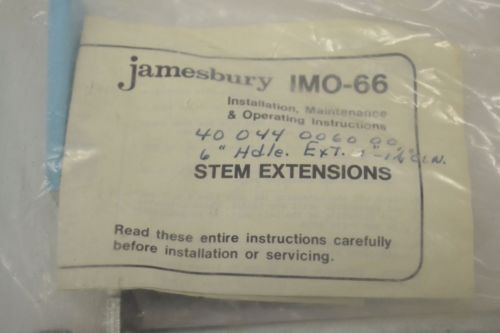 jamesbury IMO-66
Installation, Maintenance
& Operating Instructions
40 044 0060 00
6" Hdle. Ext.
STEM EXTENSIONS
Read these entire instructions carefully
before installation or servicing.